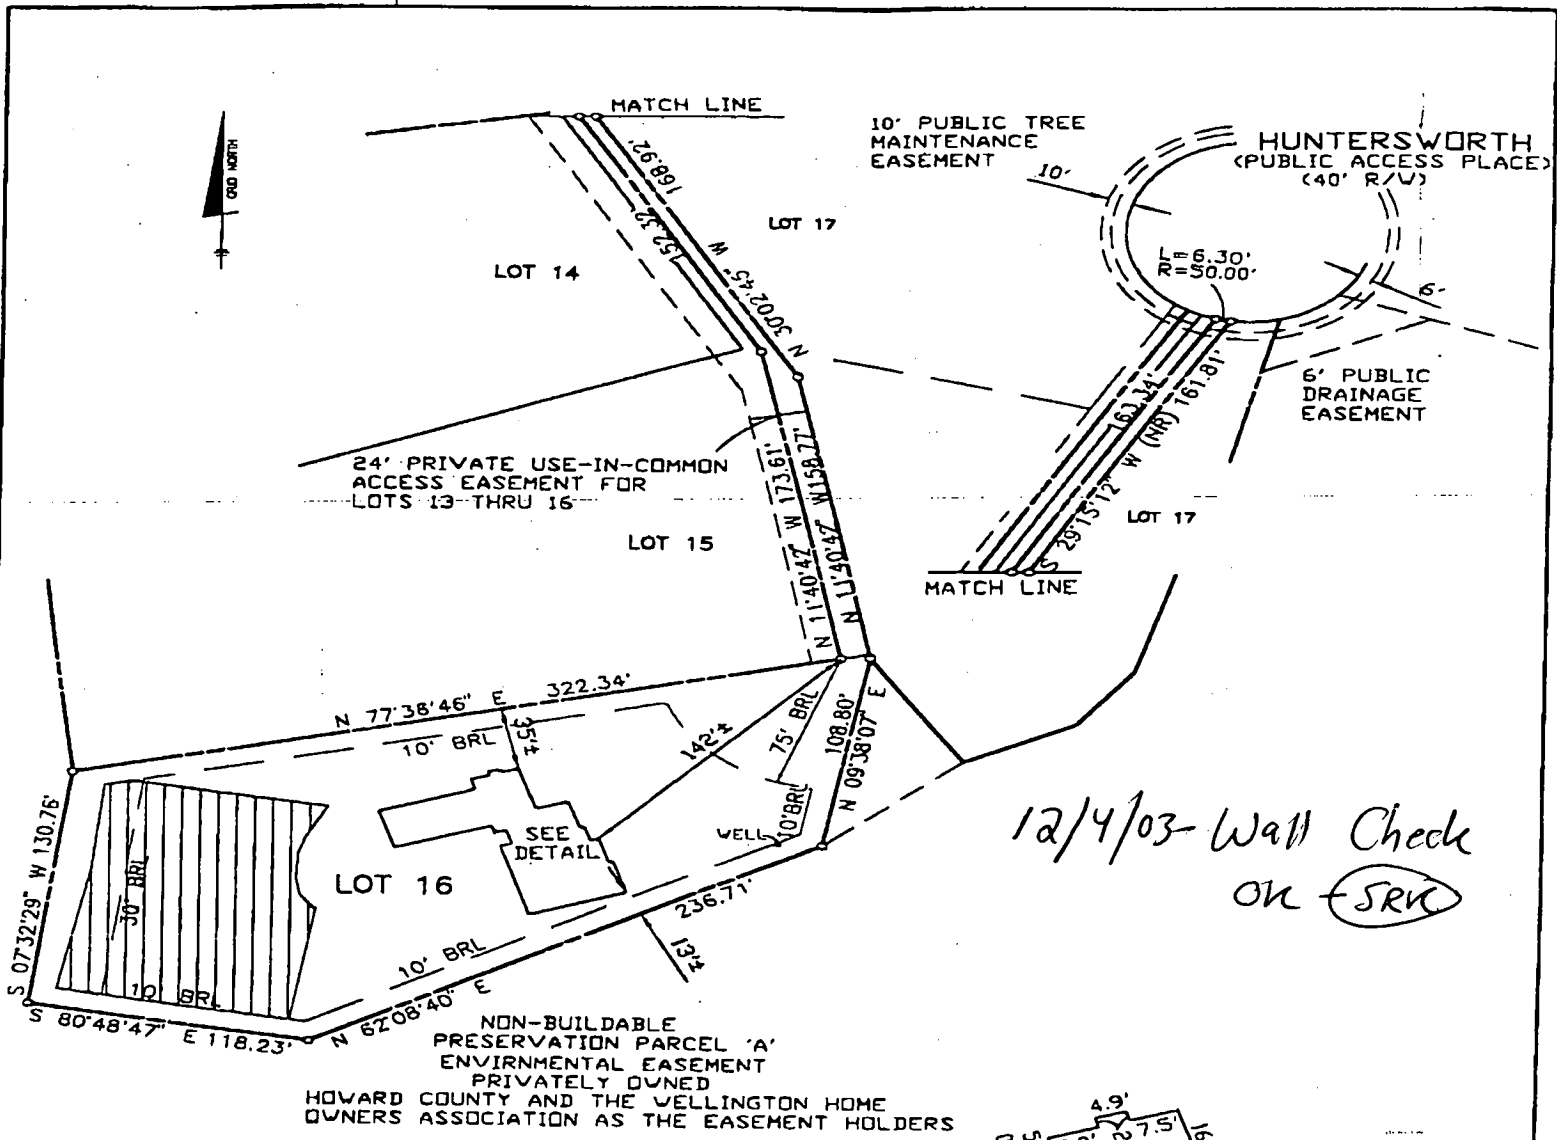 MATCH LINE
GRID NORTH
10' PUBLIC TREE
MAINTENANCE
EASEMENT
10'
HUNTERSWORTH
(PUBLIC ACCESS PLACE)
(40' R/W)
168.92'
152.32'
N 30°02'45" W
LOT 17
LOT 14
L=6.30'
R=50.00'
6'
6' PUBLIC
DRAINAGE
EASEMENT
163.34'
S 29°15'12" W (NR) 161.81'
24' PRIVATE USE-IN-COMMON
ACCESS EASEMENT FOR
LOTS 13 THRU 16
N 11°40'42" W 173.61'
N 11°40'42" W 158.77'
LOT 15
LOT 17
MATCH LINE
N 77°38'46" E 322.34'
10' BRL
35'±
142'±
75' BRL
108.80'
N 09°38'07" E
10' BRL
WELL
SEE
DETAIL
LOT 16
30' BRL
S 07°32'29" W 130.76'
10' BRL
S 80°48'47" E 118.23'
10' BRL
N 62°08'40" E
236.71'
13'±
12/4/03 - Wall Check
OK - SRK
NON-BUILDABLE
PRESERVATION PARCEL 'A'
ENVIRNMENTAL EASEMENT
PRIVATELY OWNED
HOWARD COUNTY AND THE WELLINGTON HOME
OWNERS ASSOCIATION AS THE EASEMENT HOLDERS
4.9'
7.5'